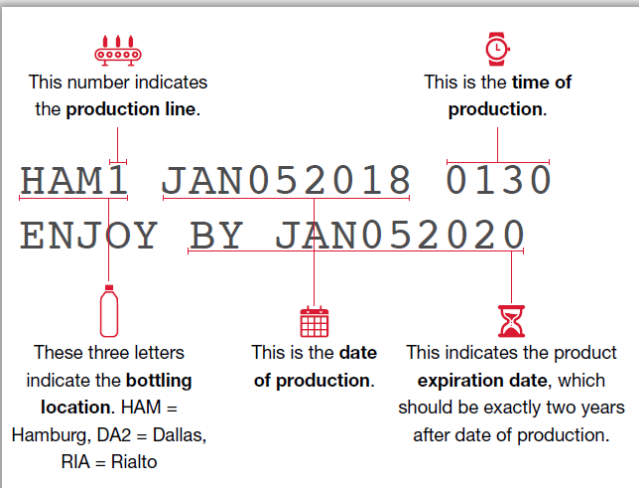 This number indicates
the production line.
This is the time of
production.
HAM1 JAN052018 0130
ENJOY BY JAN052020
These three letters
indicate the bottling
location. HAM =
Hamburg, DA2 = Dallas,
RIA = Rialto
This is the date
of production.
This indicates the product
expiration date, which
should be exactly two years
after date of production.